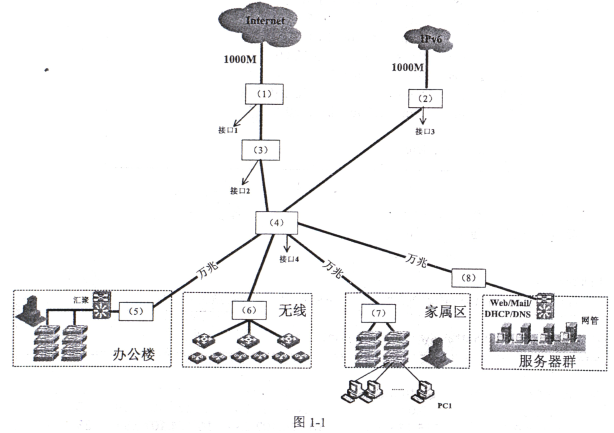 Internet
IPv6
1000M
1000M
(1)
(2)
接口1
接口3
(3)
接口2
(4)
接口4
万兆
万兆
万兆
(8)
汇聚
(5)
办公楼
(6)
无线
(7)
家属区
Web/Mail/
DHCP/DNS
网管
服务器群
......
PC1
图 1-1